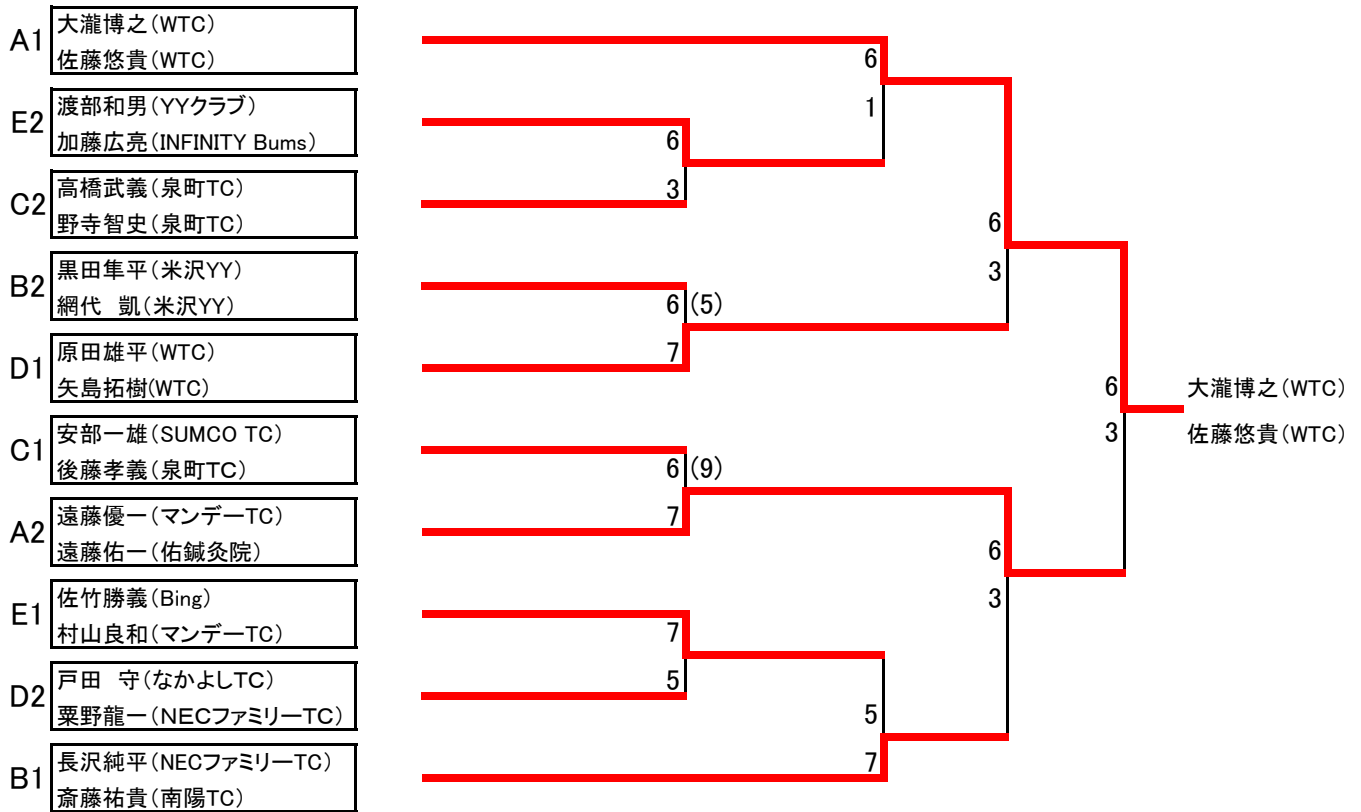 A1
大瀧博之(WTC)
佐藤悠貴(WTC)
E2
渡部和男(YYクラブ)
加藤広亮(INFINITY Bums)
C2
高橋武義(泉町TC)
野寺智史(泉町TC)
B2
黒田隼平(米沢YY)
網代　凱(米沢YY)
D1
原田雄平(WTC)
矢島拓樹(WTC)
C1
安部一雄(SUMCO TC)
後藤孝義(泉町TC)
A2
遠藤優一(マンデーTC)
遠藤佑一(佑鍼灸院)
E1
佐竹勝義(Bing)
村山良和(マンデーTC)
D2
戸田　守(なかよしTC)
粟野龍一(NECファミリーTC)
B1
長沢純平(NECファミリーTC)
斎藤祐貴(南陽TC)
6
3
6 (5)
7
6 (9)
7
7
5
6
1
5
7
6
3
6
3
6
3
大瀧博之(WTC)
佐藤悠貴(WTC)